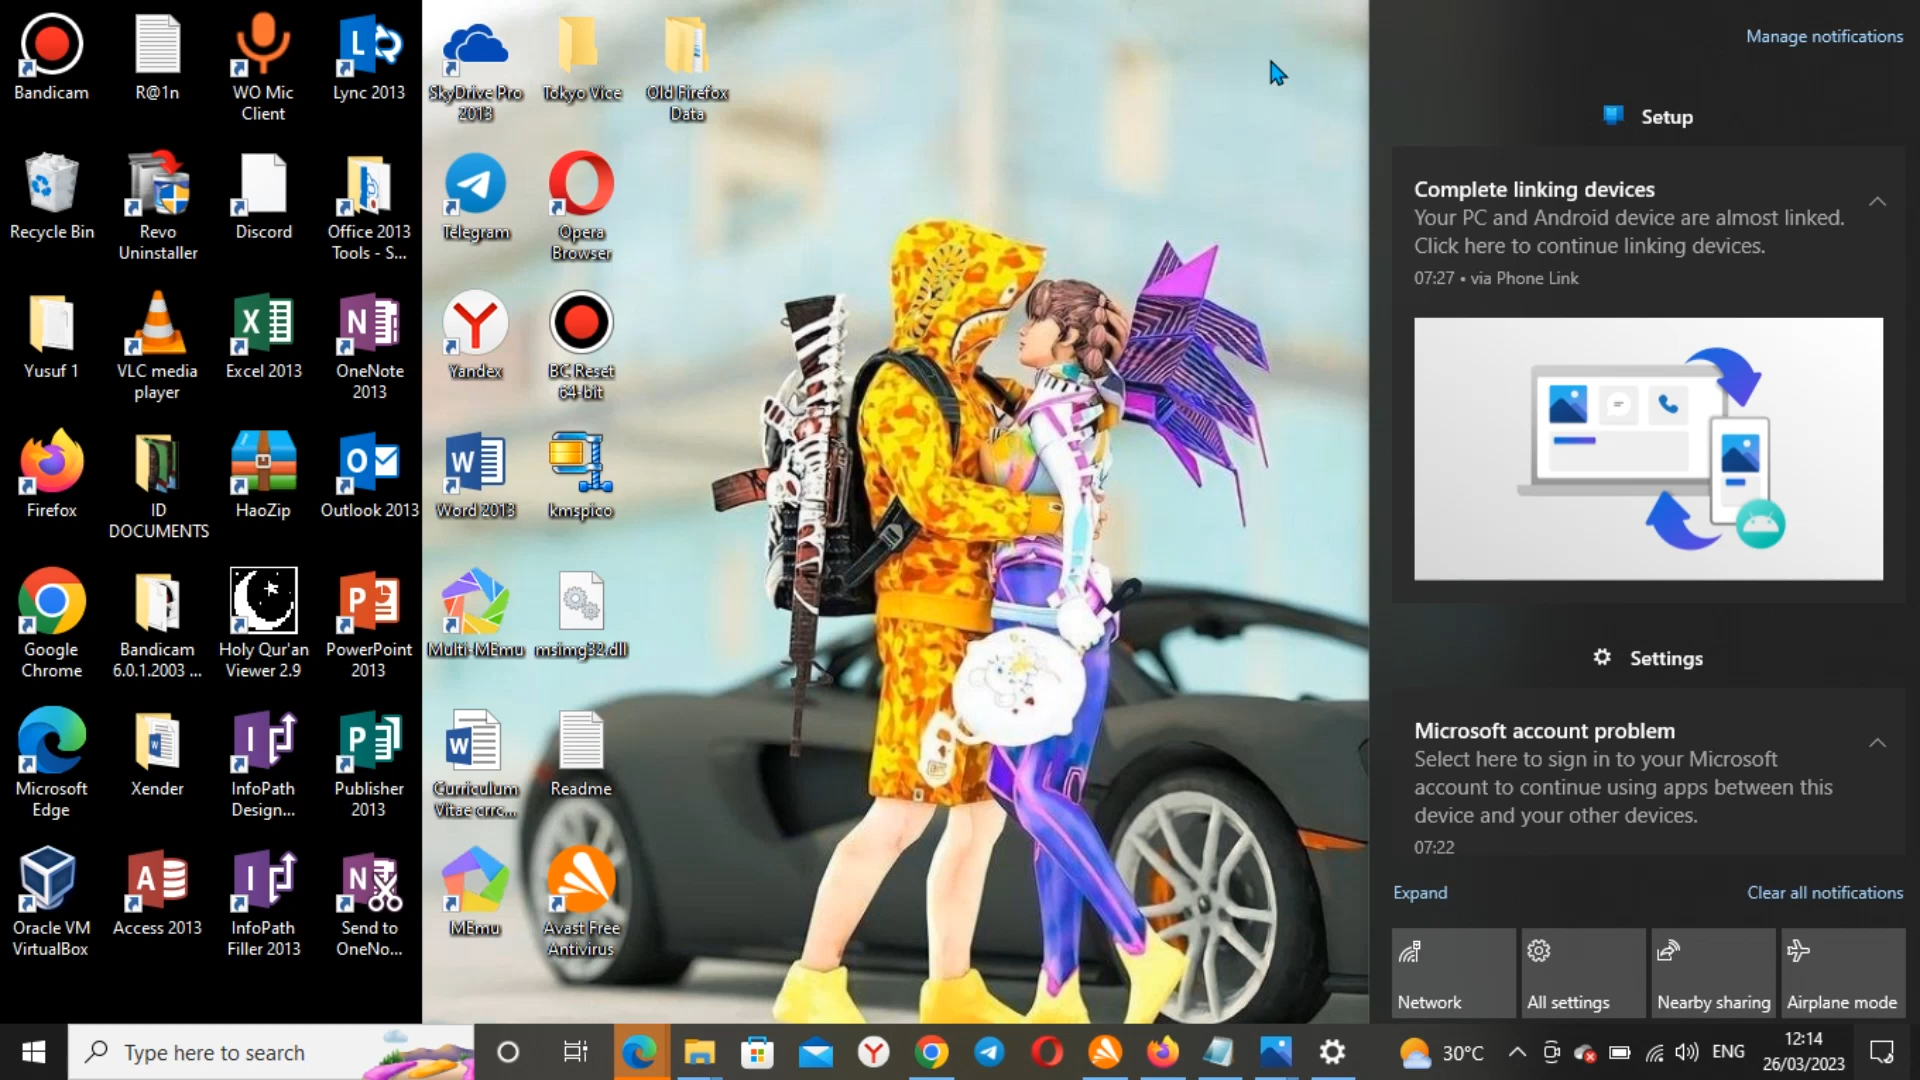 Bandicam
R@1n
WO Mic
Client
Lync 2013
SkyDrive Pro
2013
Tokyo Vice
Old Firefox
Data
Recycle Bin
Revo
Uninstaller
Discord
Office 2013
Tools - S...
Telegram
Opera
Browser
Yusuf 1
VLC media
player
Excel 2013
OneNote
2013
Yandex
BC Reset
64-bit
Firefox
ID
DOCUMENTS
HaoZip
Outlook 2013
Word 2013
kmspico
Google
Chrome
Bandicam
6.0.1.2003 ...
Holy Qur'an
Viewer 2.9
PowerPoint
2013
Multi-MEmu
msimg32.dll
Microsoft
Edge
Xender
InfoPath
Design...
Publisher
2013
Curriculum
Vitae crrc...
Readme
Oracle VM
VirtualBox
Access 2013
InfoPath
Filler 2013
Send to
OneNo...
MEmu
Avast Free
Antivirus
Manage notifications
Setup
Complete linking devices
Your PC and Android device are almost linked.
Click here to continue linking devices.
07:27 • via Phone Link
Settings
Microsoft account problem
Select here to sign in to your Microsoft
account to continue using apps between this
device and your other devices.
07:22
Expand
Clear all notifications
Network
All settings
Nearby sharing
Airplane mode
Type here to search
30°C
ENG
12:14
26/03/2023